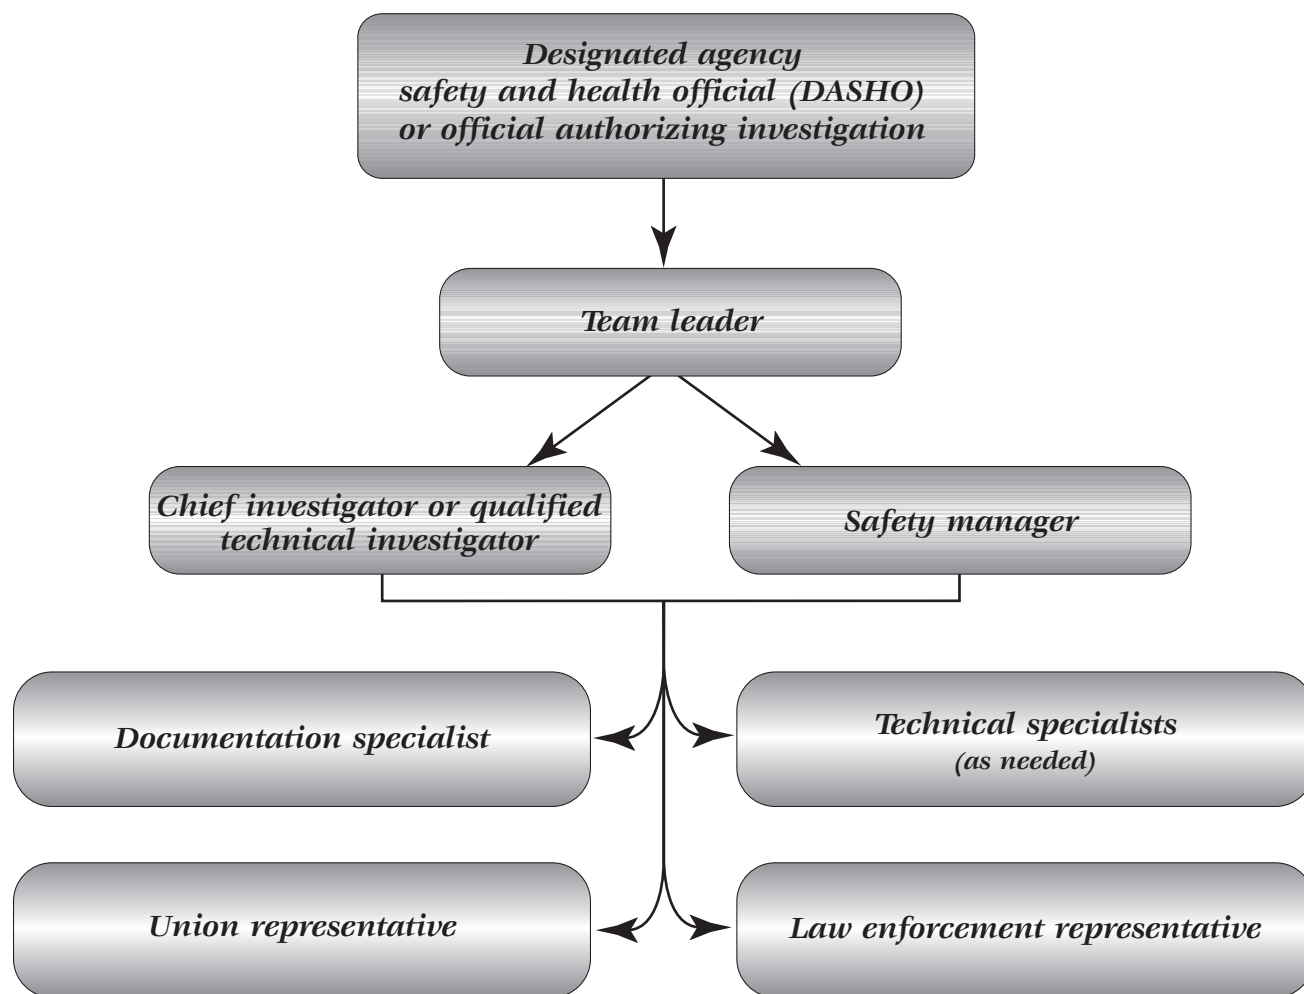 Designated agency
safety and health official (DASHO)
or official authorizing investigation
Team leader
Chief investigator or qualified
technical investigator
Safety manager
Documentation specialist
Technical specialists
(as needed)
Union representative
Law enforcement representative